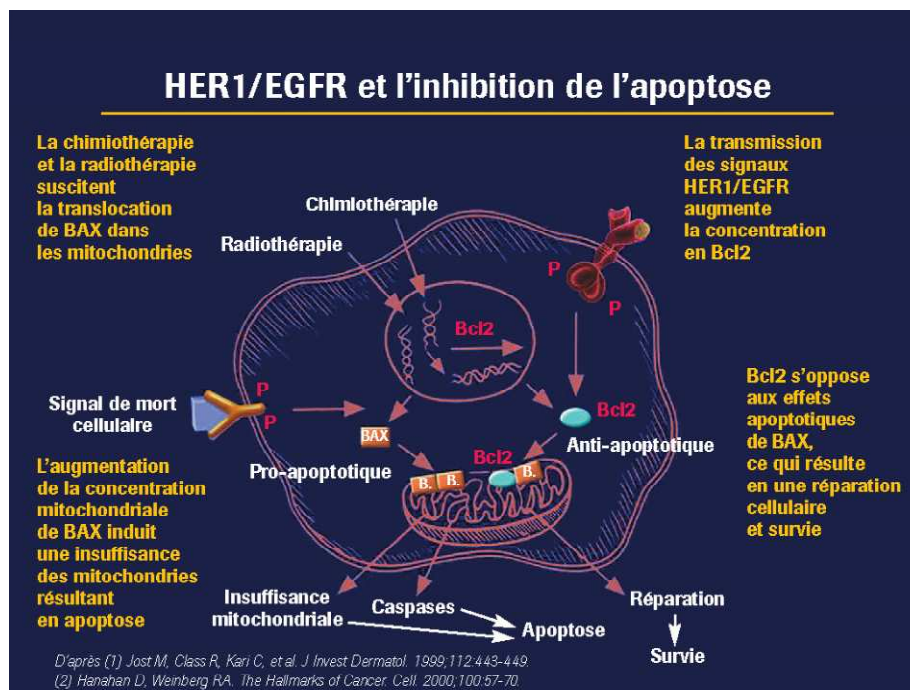 HER1/EGFR et l'inhibition de l'apoptose
La chimiothérapie
et la radiothérapie
suscitent
la translocation
de BAX dans
les mitochondries
La transmission
des signaux
HER1/EGFR
augmente
la concentration
en Bcl2
Chimiothérapie
Radiothérapie
P
P
Bcl2
Signal de mort
cellulaire
P
P
BAX
Pro-apoptotique
Bcl2
Anti-apoptotique
Bcl2
B.
B.
B.
Bcl2 s'oppose
aux effets
apoptotiques
de BAX,
ce qui résulte
en une réparation
cellulaire
et survie
L'augmentation
de la concentration
mitochondriale
de BAX induit
une insuffisance
des mitochondries
résultant
en apoptose
Insuffisance
mitochondriale
Caspases
Apoptose
Réparation
Survie
D'après (1) Jost M, Class R, Kari C, et al. J Invest Dermatol. 1999;112:443-449.
(2) Hanahan D, Weinberg RA. The Hallmarks of Cancer. Cell. 2000;100:57-70.